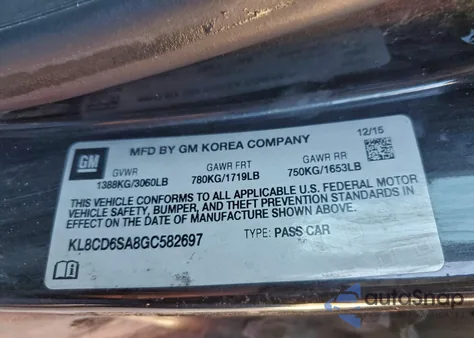 MFD BY GM KOREA COMPANY
12/15
GM
GVWR
GAWR FRT
GAWR RR
1388KG/3060LB
780KG/1719LB
750KG/1653LB
THIS VEHICLE CONFORMS TO ALL APPLICABLE U.S. FEDERAL MOTOR
VEHICLE SAFETY, BUMPER, AND THEFT PREVENTION STANDARDS IN
EFFECT ON THE DATE OF MANUFACTURE SHOWN ABOVE.
KL8CD6SA8GC582697
TYPE: PASS CAR
autoSnap